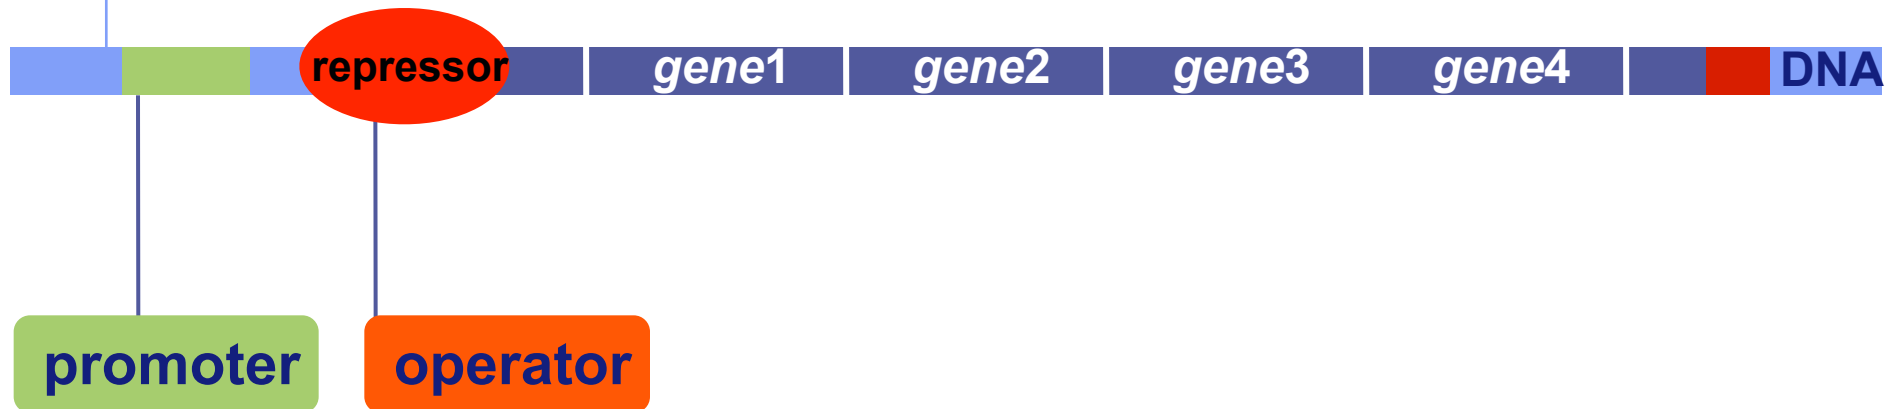 repressor gene1 gene2 gene3 gene4 DNA
promoter operator